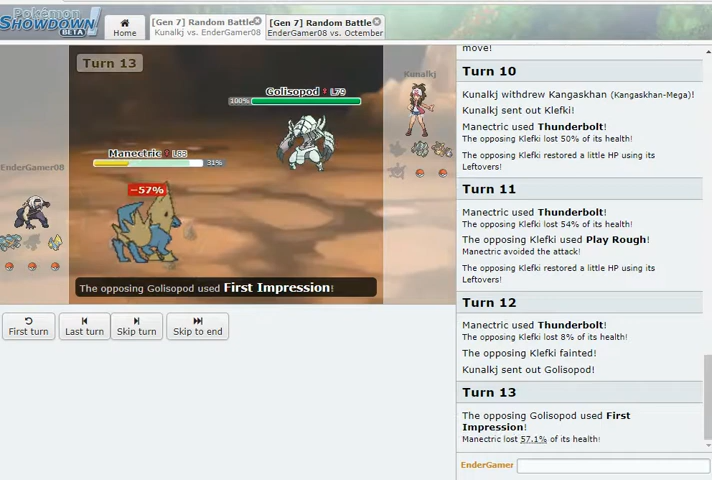 Pokémon
SHOWDOWN!
BETA
Home
[Gen 7] Random Battle
Kunalkj vs. EnderGamer08
[Gen 7] Random Battle
EnderGamer08 vs. Octember
Turn 13
Golisopod L79
100%
Kunalkj
Manectric L83
31%
EnderGamer08
−57%
The opposing Golisopod used First Impression!
First turn
Last turn
Skip turn
Skip to end
move!
Turn 10
Kunalkj withdrew Kangaskhan (Kangaskhan-Mega)!
Kunalkj sent out Klefki!
Manectric used Thunderbolt!
The opposing Klefki lost 50% of its health!
The opposing Klefki restored a little HP using its
Leftovers!
Turn 11
Manectric used Thunderbolt!
The opposing Klefki lost 54% of its health!
The opposing Klefki used Play Rough!
Manectric avoided the attack!
The opposing Klefki restored a little HP using its
Leftovers!
Turn 12
Manectric used Thunderbolt!
The opposing Klefki lost 8% of its health!
The opposing Klefki fainted!
Kunalkj sent out Golisopod!
Turn 13
The opposing Golisopod used First
Impression!
Manectric lost 57.1% of its health!
EnderGamer